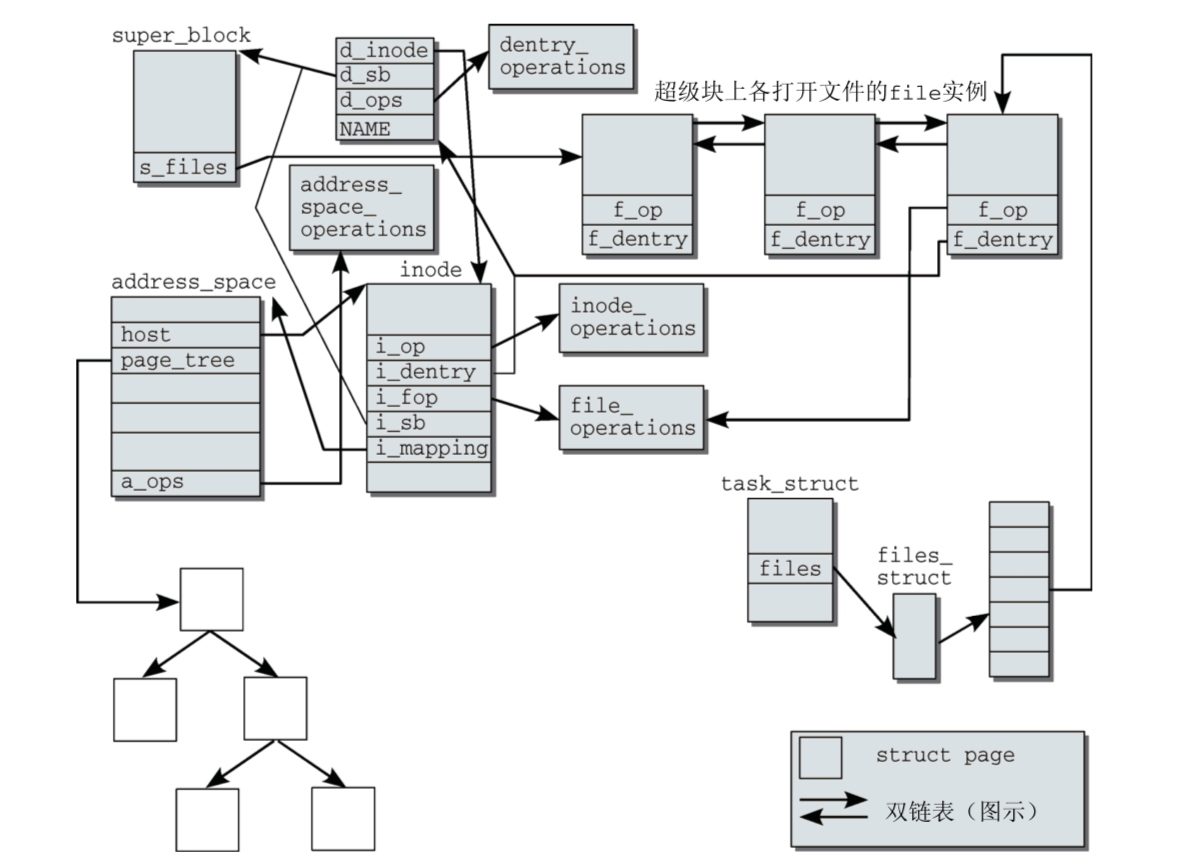 super_block
s_files
d_inode
d_sb
d_ops
NAME
dentry_
operations
超级块上各打开文件的file实例
f_op
f_dentry
f_op
f_dentry
f_op
f_dentry
address_
space_
operations
address_space
host
page_tree
a_ops
inode
i_op
i_dentry
i_fop
i_sb
i_mapping
inode_
operations
file_
operations
task_struct
files
files_
struct
struct page
双链表（图示）